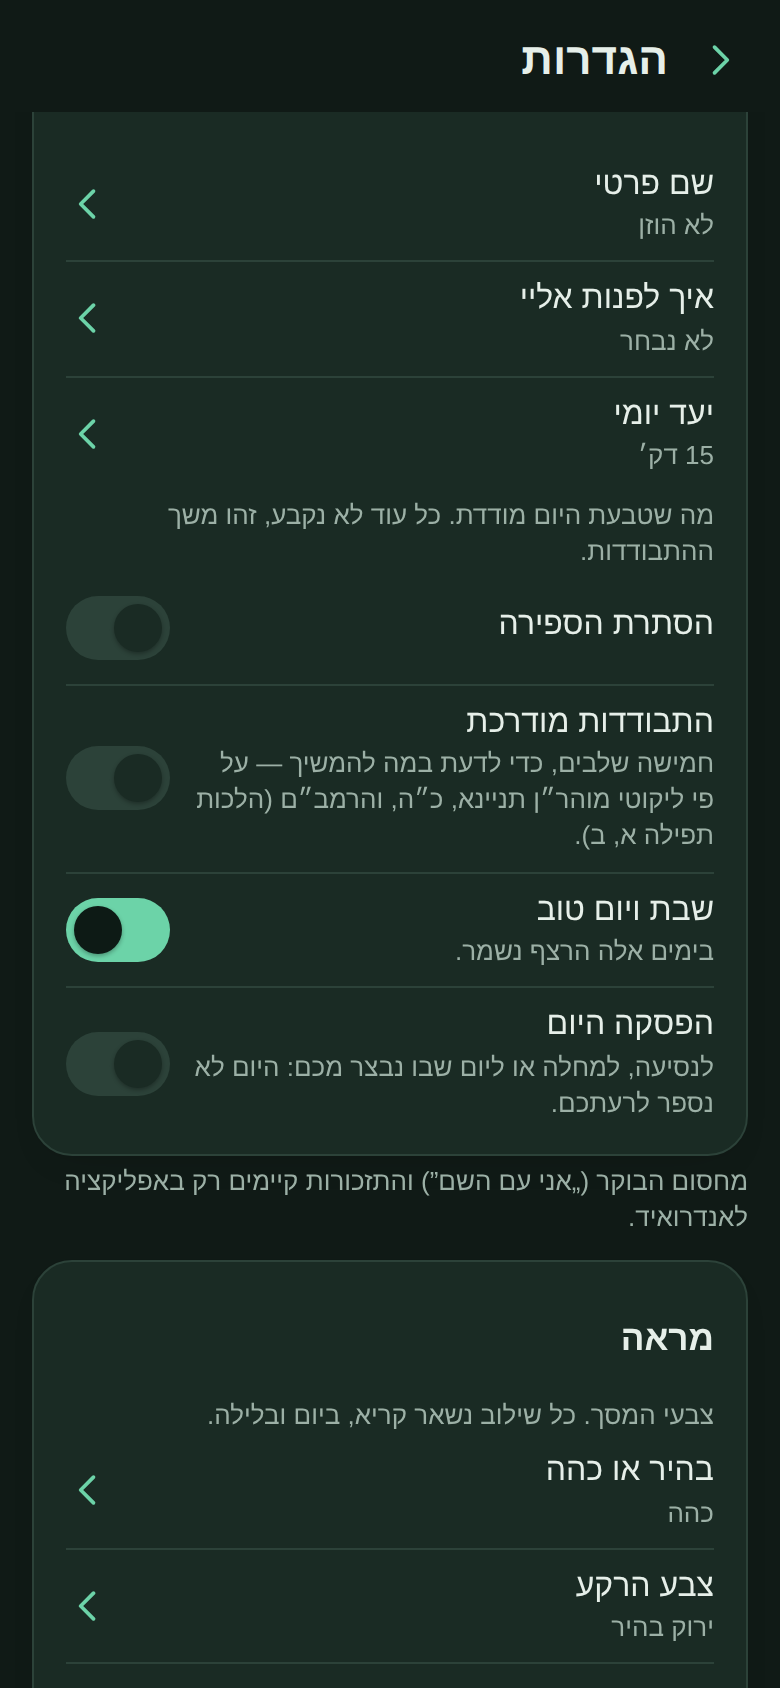 הגדרות
שם פרטי
לא הוזן
איך לפנות אליי
לא נבחר
יעד יומי
15 דק׳
מה שטבעת היום מודדת. כל עוד לא נקבע, זהו משך
ההתבודדות.
הסתרת הספירה
התבודדות מודרכת
חמישה שלבים, כדי לדעת במה להמשיך — על
פי ליקוטי מוהר״ן תניינא, כ״ה, והרמב״ם (הלכות
תפילה א, ב).
שבת ויום טוב
בימים אלה הרצף נשמר.
הפסקה היום
לנסיעה, למחלה או ליום שבו נבצר מכם: היום לא
נספר לרעתכם.
מחסום הבוקר („אני עם השם”) והתזכורות קיימים רק באפליקציה
לאנדרואיד.
מראה
צבעי המסך. כל שילוב נשאר קריא, ביום ובלילה.
בהיר או כהה
כהה
צבע הרקע
ירוק בהיר